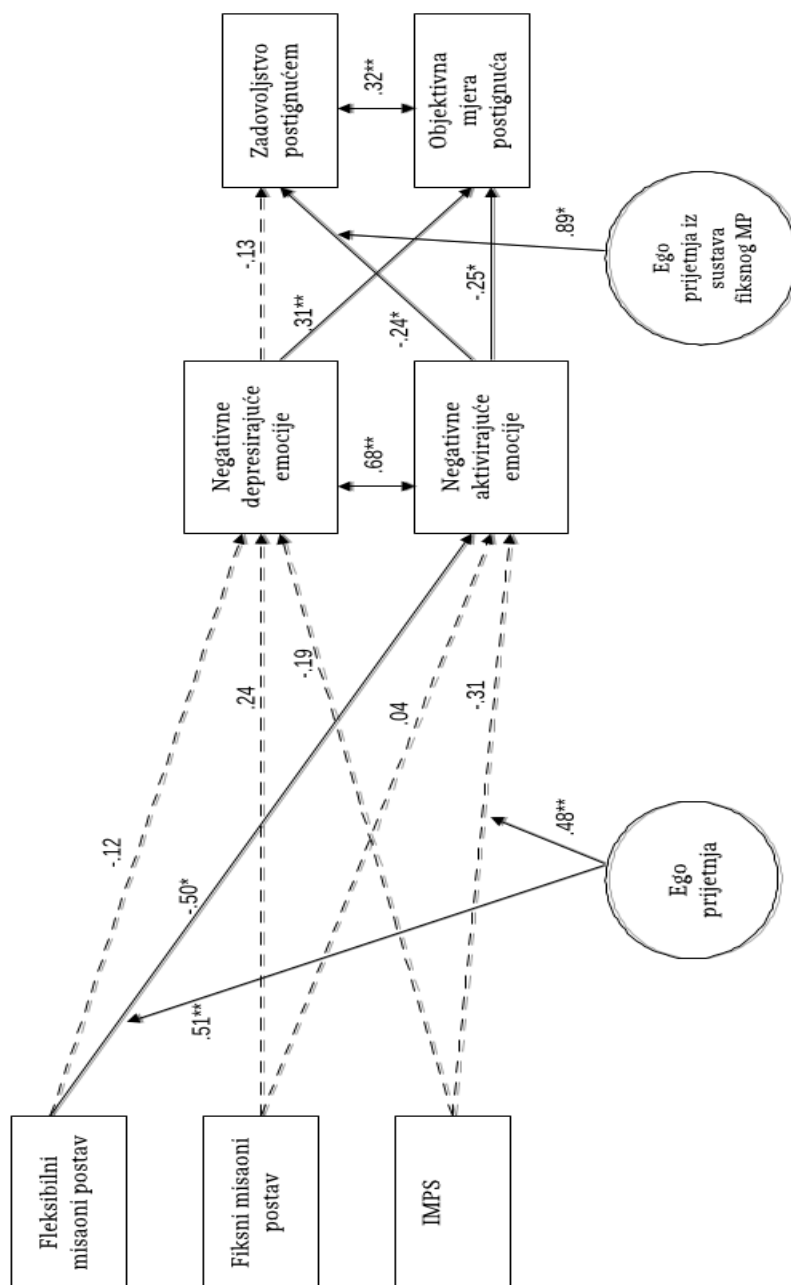 Fleksibilni
misaoni postav
Fiksni misaoni
postav
IMPS
-.12
-.50*
.24
-.19
.04
-.31
.51**
.48**
Ego
prijetnja
Negativne
depresirajuće
emocije
.68**
Negativne
aktivirajuće
emocije
-.13
.31**
-.24*
-.25*
.89*
Ego
prijetnja iz
sustava
fiksnog MP
Zadovoljstvo
postignućem
.32**
Objektivna
mjera
postignuća